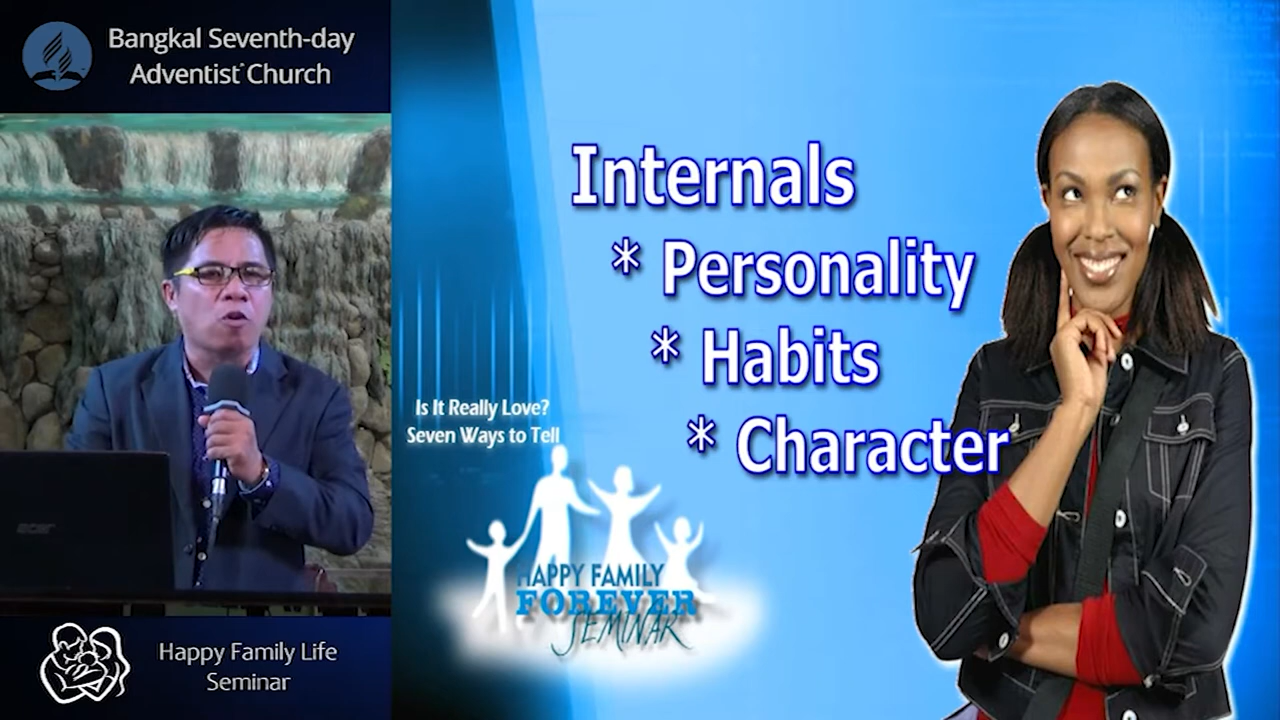 Bangkal Seventh-day
Adventist® Church
Internals
* Personality
* Habits
* Character
Is It Really Love?
Seven Ways to Tell
HAPPY FAMILY
FOREVER
SEMINAR
acer
Happy Family Life
Seminar